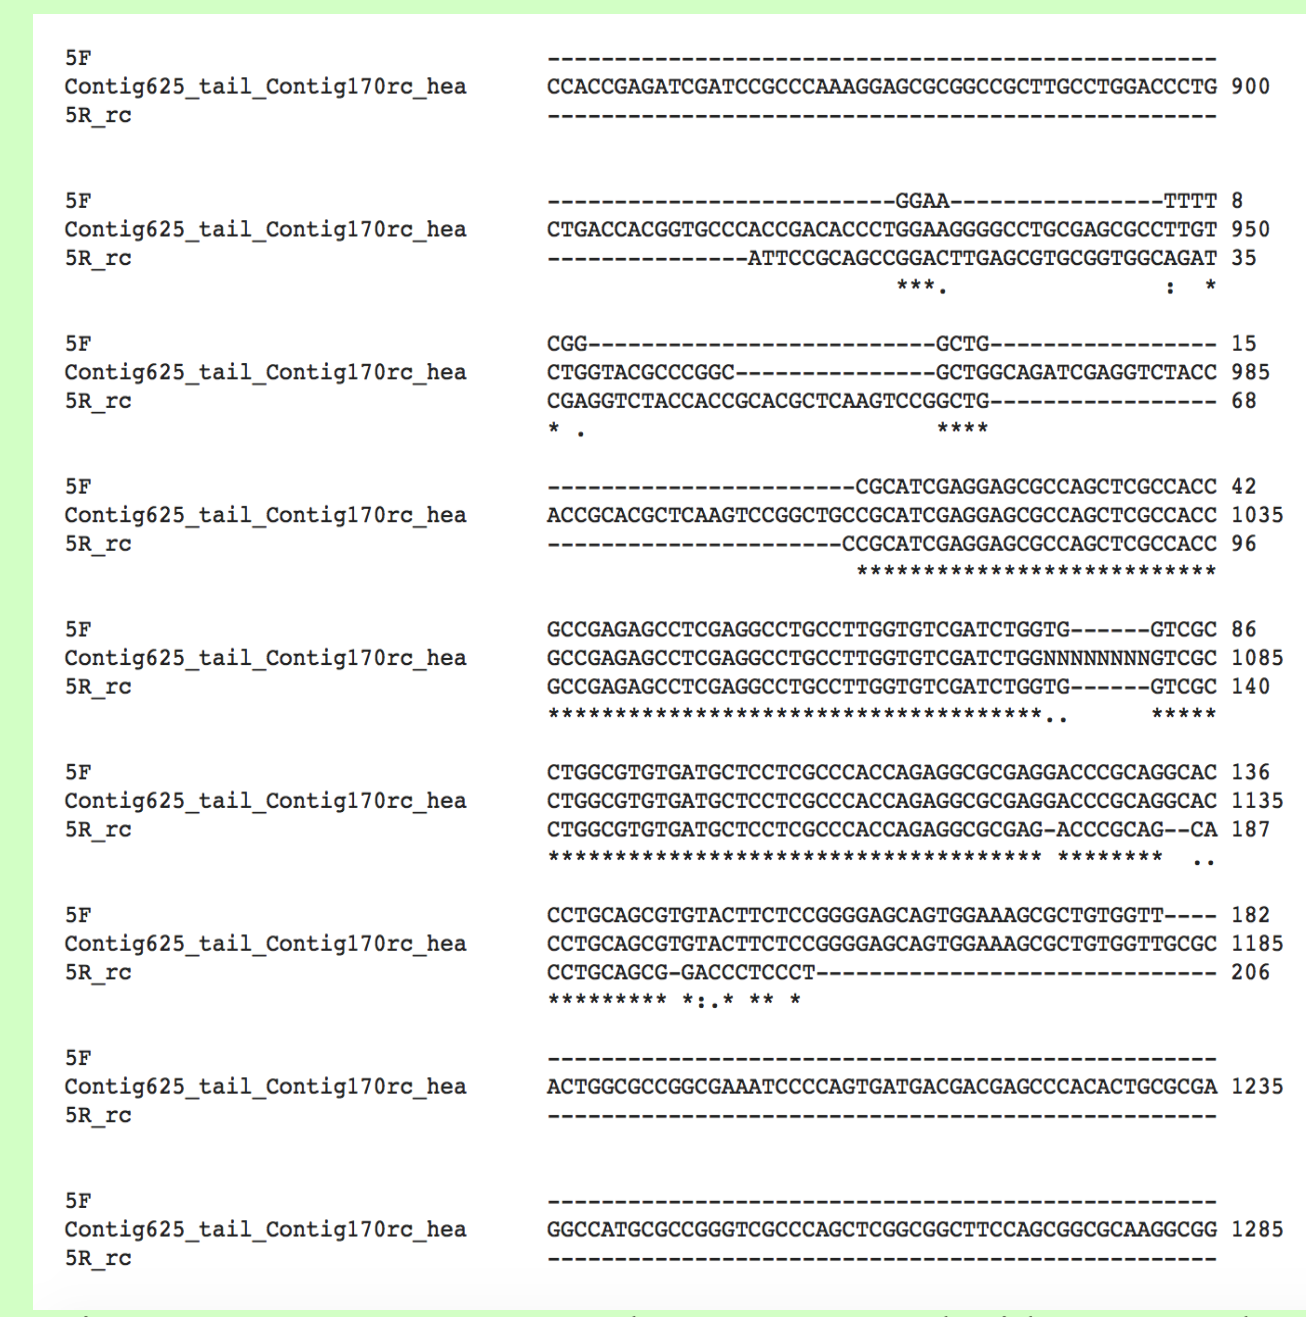 5F --------------------------------------------------
Contig625_tail_Contig170rc_hea CCACCGAGATCGATCCGCCCAAAGGAGCGCGGCCGCTTGCCTGGACCCTG 900
5R_rc --------------------------------------------------
5F --------------------------GGAA----------------TTTT 8
Contig625_tail_Contig170rc_hea CTGACCACGGTGCCCACCGACACCCTGGAAGGGGCCTGCGAGCGCCTTGT 950
5R_rc ---------------ATTCCGCAGCCGGACTTGAGCGTGCGGTGGCAGAT 35
***. : *
5F CGG--------------------------GCTG----------------- 15
Contig625_tail_Contig170rc_hea CTGGTACGCCCGGC---------------GCTGGCAGATCGAGGTCTACC 985
5R_rc CGAGGTCTACCACCGCACGCTCAAGTCCGGCTG----------------- 68
* . ****
5F -----------------------CGCATCGAGGAGCGCCAGCTCGCCACC 42
Contig625_tail_Contig170rc_hea ACCGCACGCTCAAGTCCGGCTGCCGCATCGAGGAGCGCCAGCTCGCCACC 1035
5R_rc ----------------------CCGCATCGAGGAGCGCCAGCTCGCCACC 96
***************************
5F GCCGAGAGCCTCGAGGCCTGCCTTGGTGTCGATCTGGTG------GTCGC 86
Contig625_tail_Contig170rc_hea GCCGAGAGCCTCGAGGCCTGCCTTGGTGTCGATCTGGNNNNNNNNGTCGC 1085
5R_rc GCCGAGAGCCTCGAGGCCTGCCTTGGTGTCGATCTGGTG------GTCGC 140
*************************************.. *****
5F CTGGCGTGTGATGCTCCTCGCCCACCAGAGGCGCGAGGACCCGCAGGCAC 136
Contig625_tail_Contig170rc_hea CTGGCGTGTGATGCTCCTCGCCCACCAGAGGCGCGAGGACCCGCAGGCAC 1135
5R_rc CTGGCGTGTGATGCTCCTCGCCCACCAGAGGCGCGAG-ACCCGCAG--CA 187
************************************* ******** ..
5F CCTGCAGCGTGTACTTCTCCGGGGAGCAGTGGAAAGCGCTGTGGTT---- 182
Contig625_tail_Contig170rc_hea CCTGCAGCGTGTACTTCTCCGGGGAGCAGTGGAAAGCGCTGTGGTTGCGC 1185
5R_rc CCTGCAGCG-GACCCTCCCT------------------------------ 206
********* *:.* ** *
5F --------------------------------------------------
Contig625_tail_Contig170rc_hea ACTGGCGCCGGCGAAATCCCCAGTGATGACGACGAGCCCACACTGCGCGA 1235
5R_rc --------------------------------------------------
5F --------------------------------------------------
Contig625_tail_Contig170rc_hea GGCCATGCGCCGGGTCGCCCAGCTCGGCGGCTTCCAGCGGCGCAAGGCGG 1285
5R_rc --------------------------------------------------